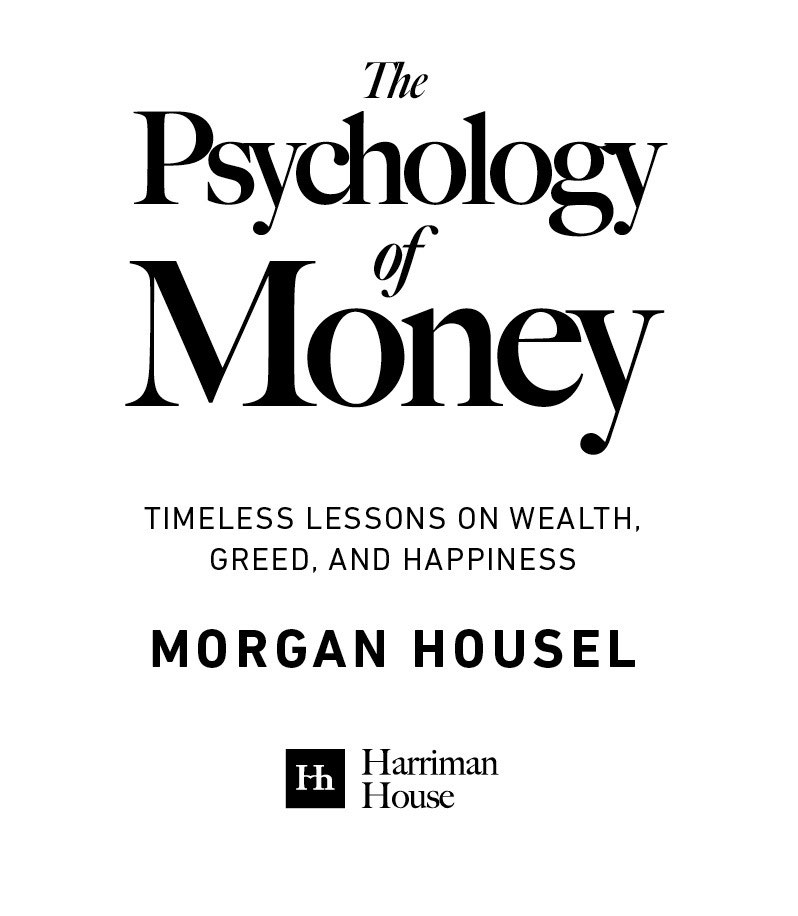 The
Psychology
of
Money
TIMELESS LESSONS ON WEALTH,
GREED, AND HAPPINESS
MORGAN HOUSEL
Hh Harriman
House